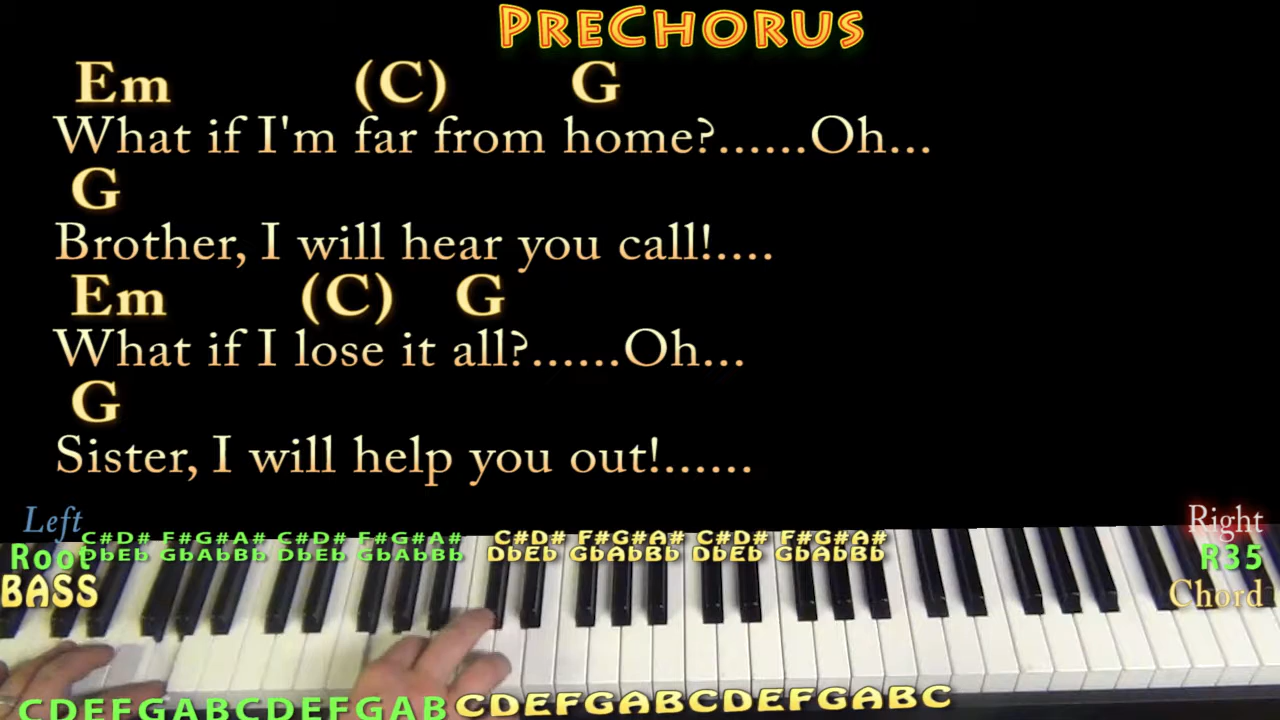 PreChorus
Em (C) G
What if I'm far from home?......Oh...
G
Brother, I will hear you call!....
Em (C) G
What if I lose it all?......Oh...
G
Sister, I will help you out!......
Left
Root
BASS
C#D# F#G#A# C#D# F#G#A# C#D# F#G#A# C#D# F#G#A#
DbEb GbAbBb DbEb GbAbBb DbEb GbAbBb DbEb GbAbBb
Right
R35
Chord
CDEFGABCDEFGAB CDEFGABCDEFGABC